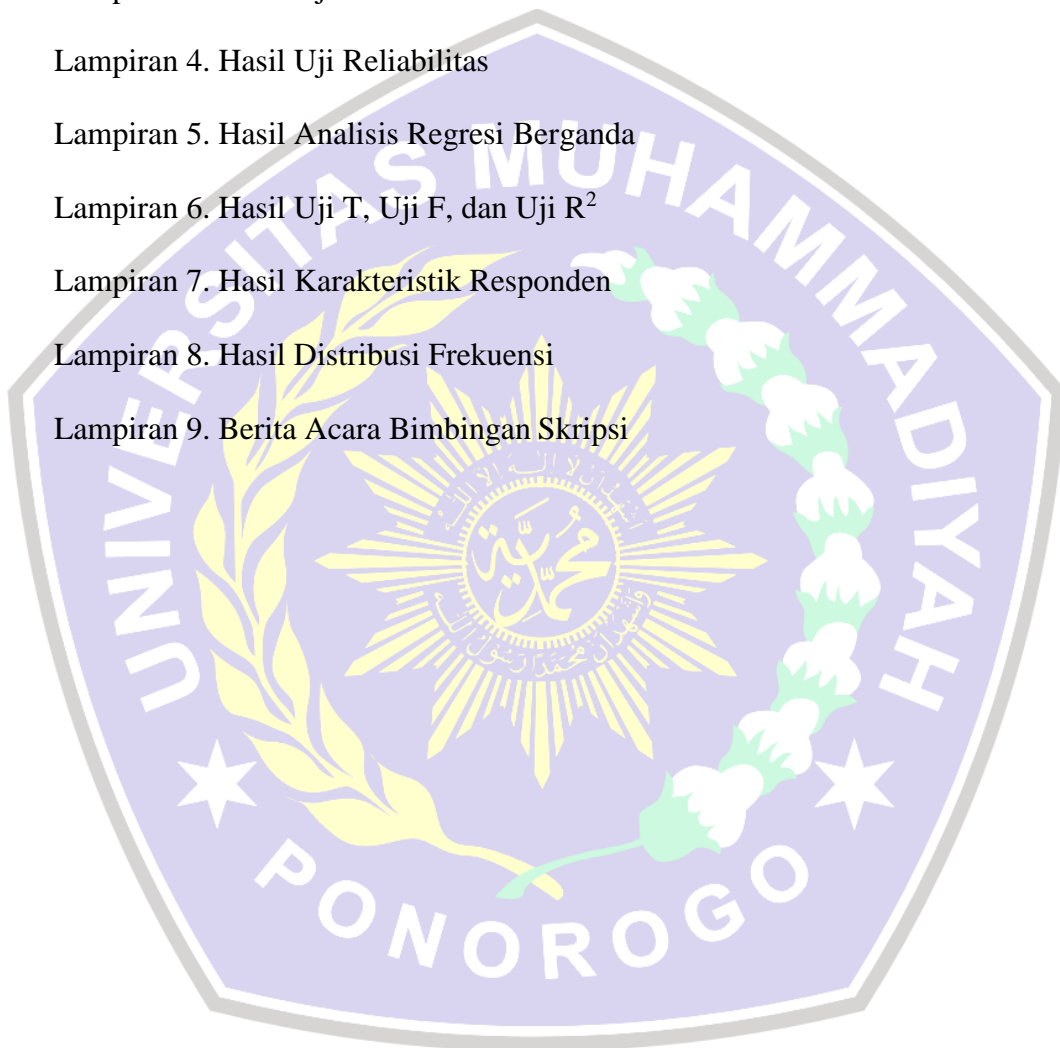 Lampiran 4. Hasil Uji Reliabilitas
Lampiran 5. Hasil Analisis Regresi Berganda
Lampiran 6. Hasil Uji T, Uji F, dan Uji R²
Lampiran 7. Hasil Karakteristik Responden
Lampiran 8. Hasil Distribusi Frekuensi
Lampiran 9. Berita Acara Bimbingan Skripsi
UNIVERSITAS MUHAMMADIYAH
محمدية
PONOROGO